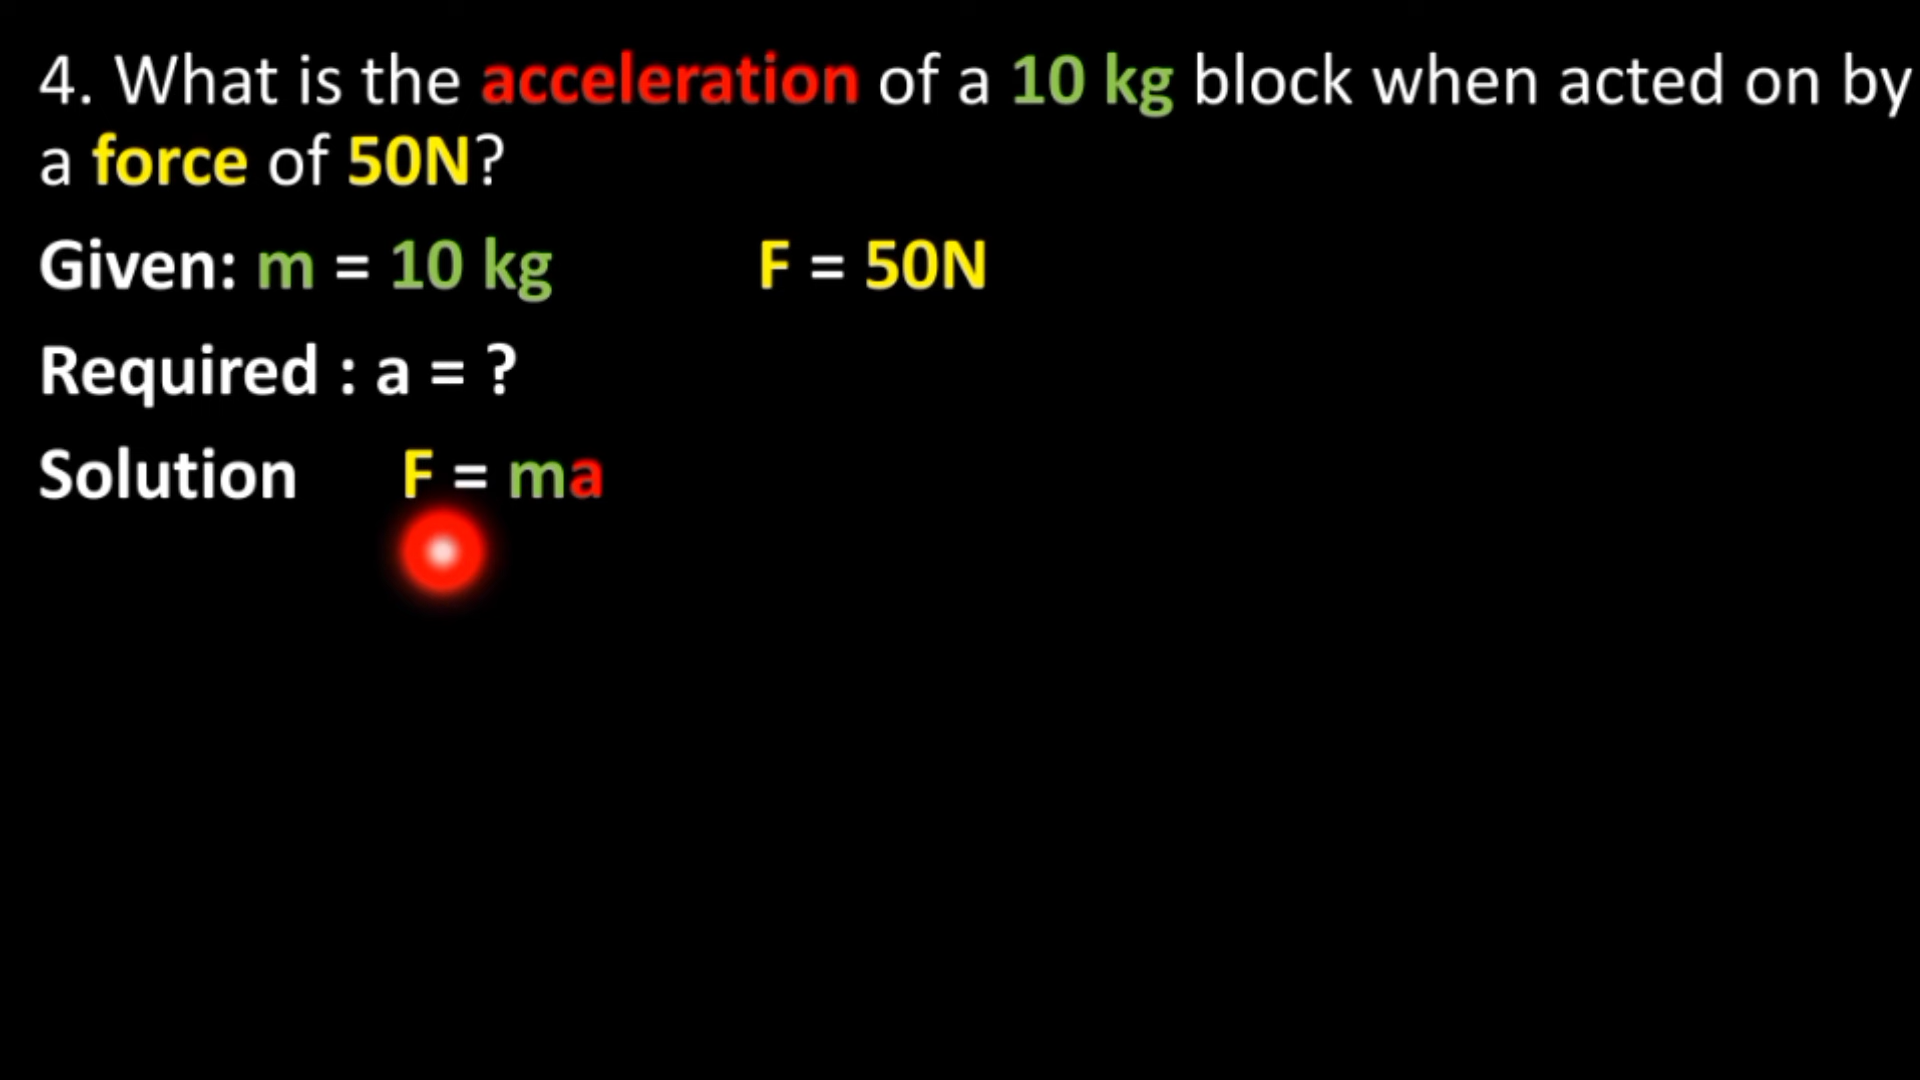 4. What is the acceleration of a 10 kg block when acted on by
a force of 50N?
Given: m = 10 kg F = 50N
Required : a = ?
Solution F = ma